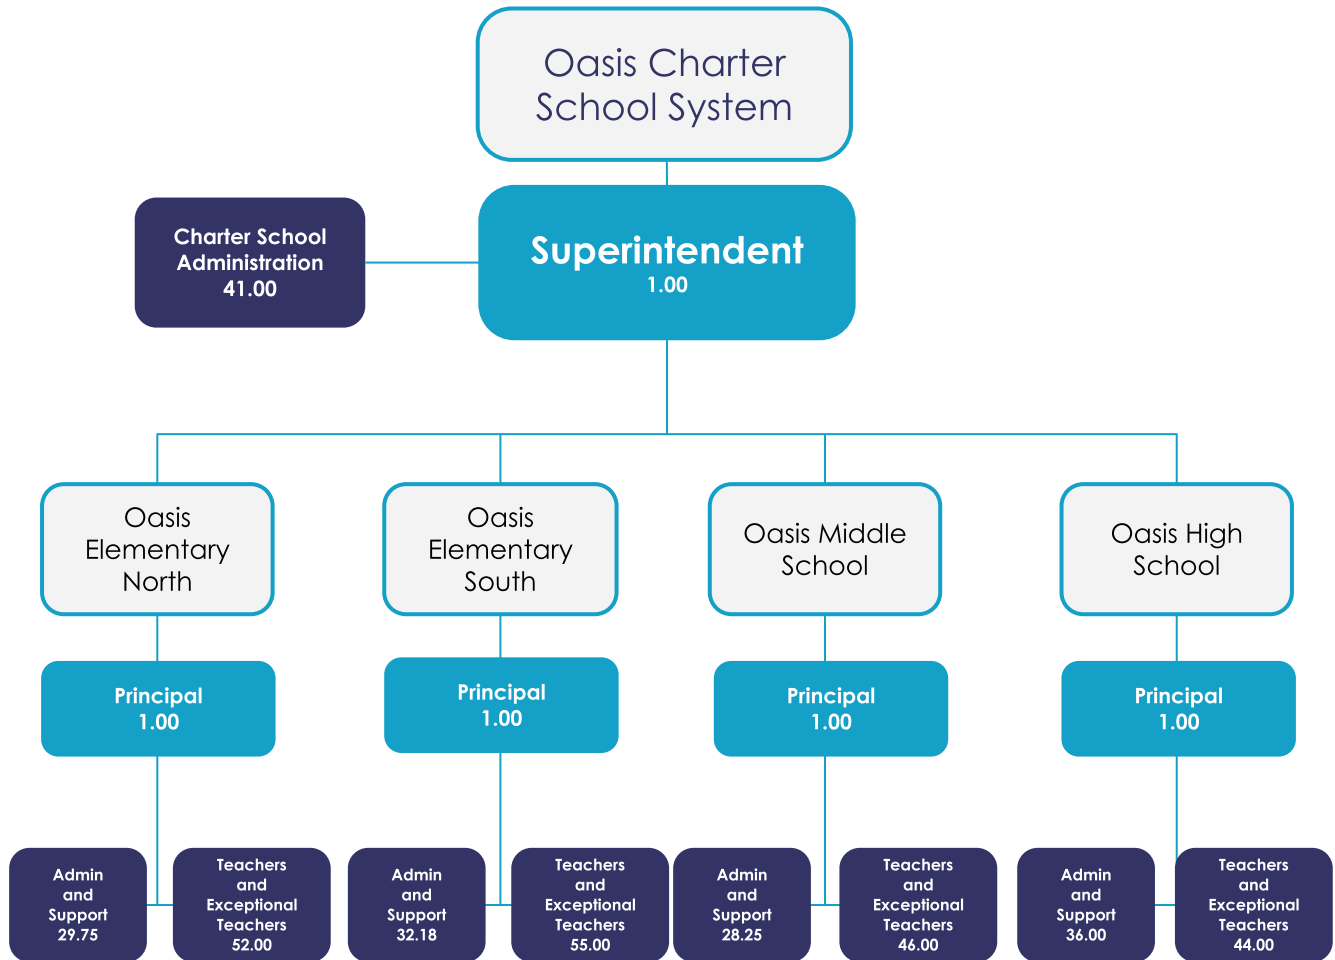 Oasis Charter
School System
Superintendent
1.00
Charter School
Administration
41.00
Oasis
Elementary
North
Oasis
Elementary
South
Oasis Middle
School
Oasis High
School
Principal
1.00
Principal
1.00
Principal
1.00
Principal
1.00
Admin
and
Support
29.75
Teachers
and
Exceptional
Teachers
52.00
Admin
and
Support
32.18
Teachers
and
Exceptional
Teachers
55.00
Admin
and
Support
28.25
Teachers
and
Exceptional
Teachers
46.00
Admin
and
Support
36.00
Teachers
and
Exceptional
Teachers
44.00